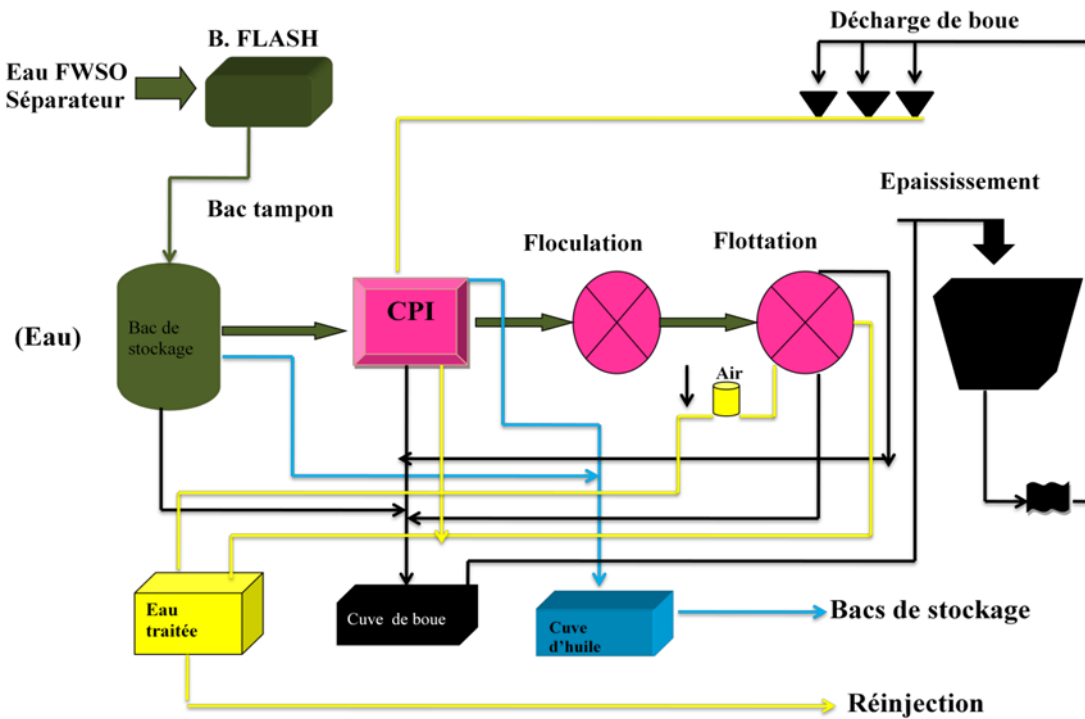 Décharge de boue
B. FLASH
Eau FWSO
Séparateur
Epaississement
Bac tampon
Floculation
Flottation
(Eau)
Bac de
stockage
CPI
Air
Eau
traitée
Cuve de boue
Cuve
d'huile
Bacs de stockage
Réinjection